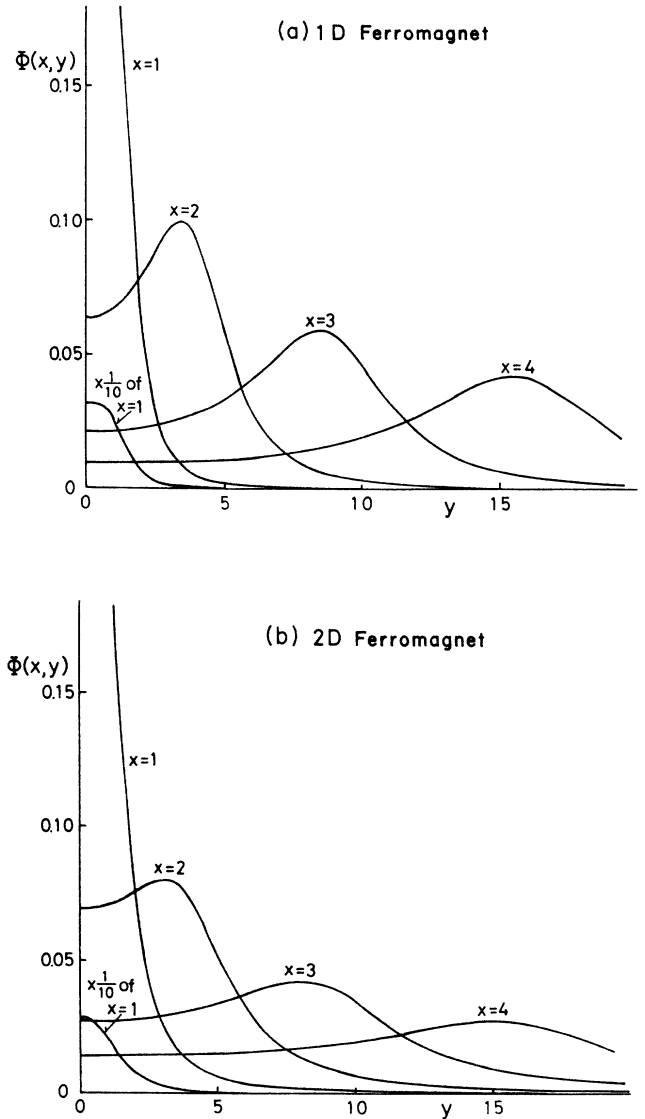 (a) 1D Ferromagnet
Φ(x,y)
x=1
0.15
0.10
x=2
0.05
x=3
x=4
x 1/10 of
x=1
0
0 5 10 15
y
(b) 2D Ferromagnet
Φ(x,y)
0.15
x=1
0.10
x=2
0.05
x 1/10 of
x=1
x=3
x=4
0
0 5 10 15
y